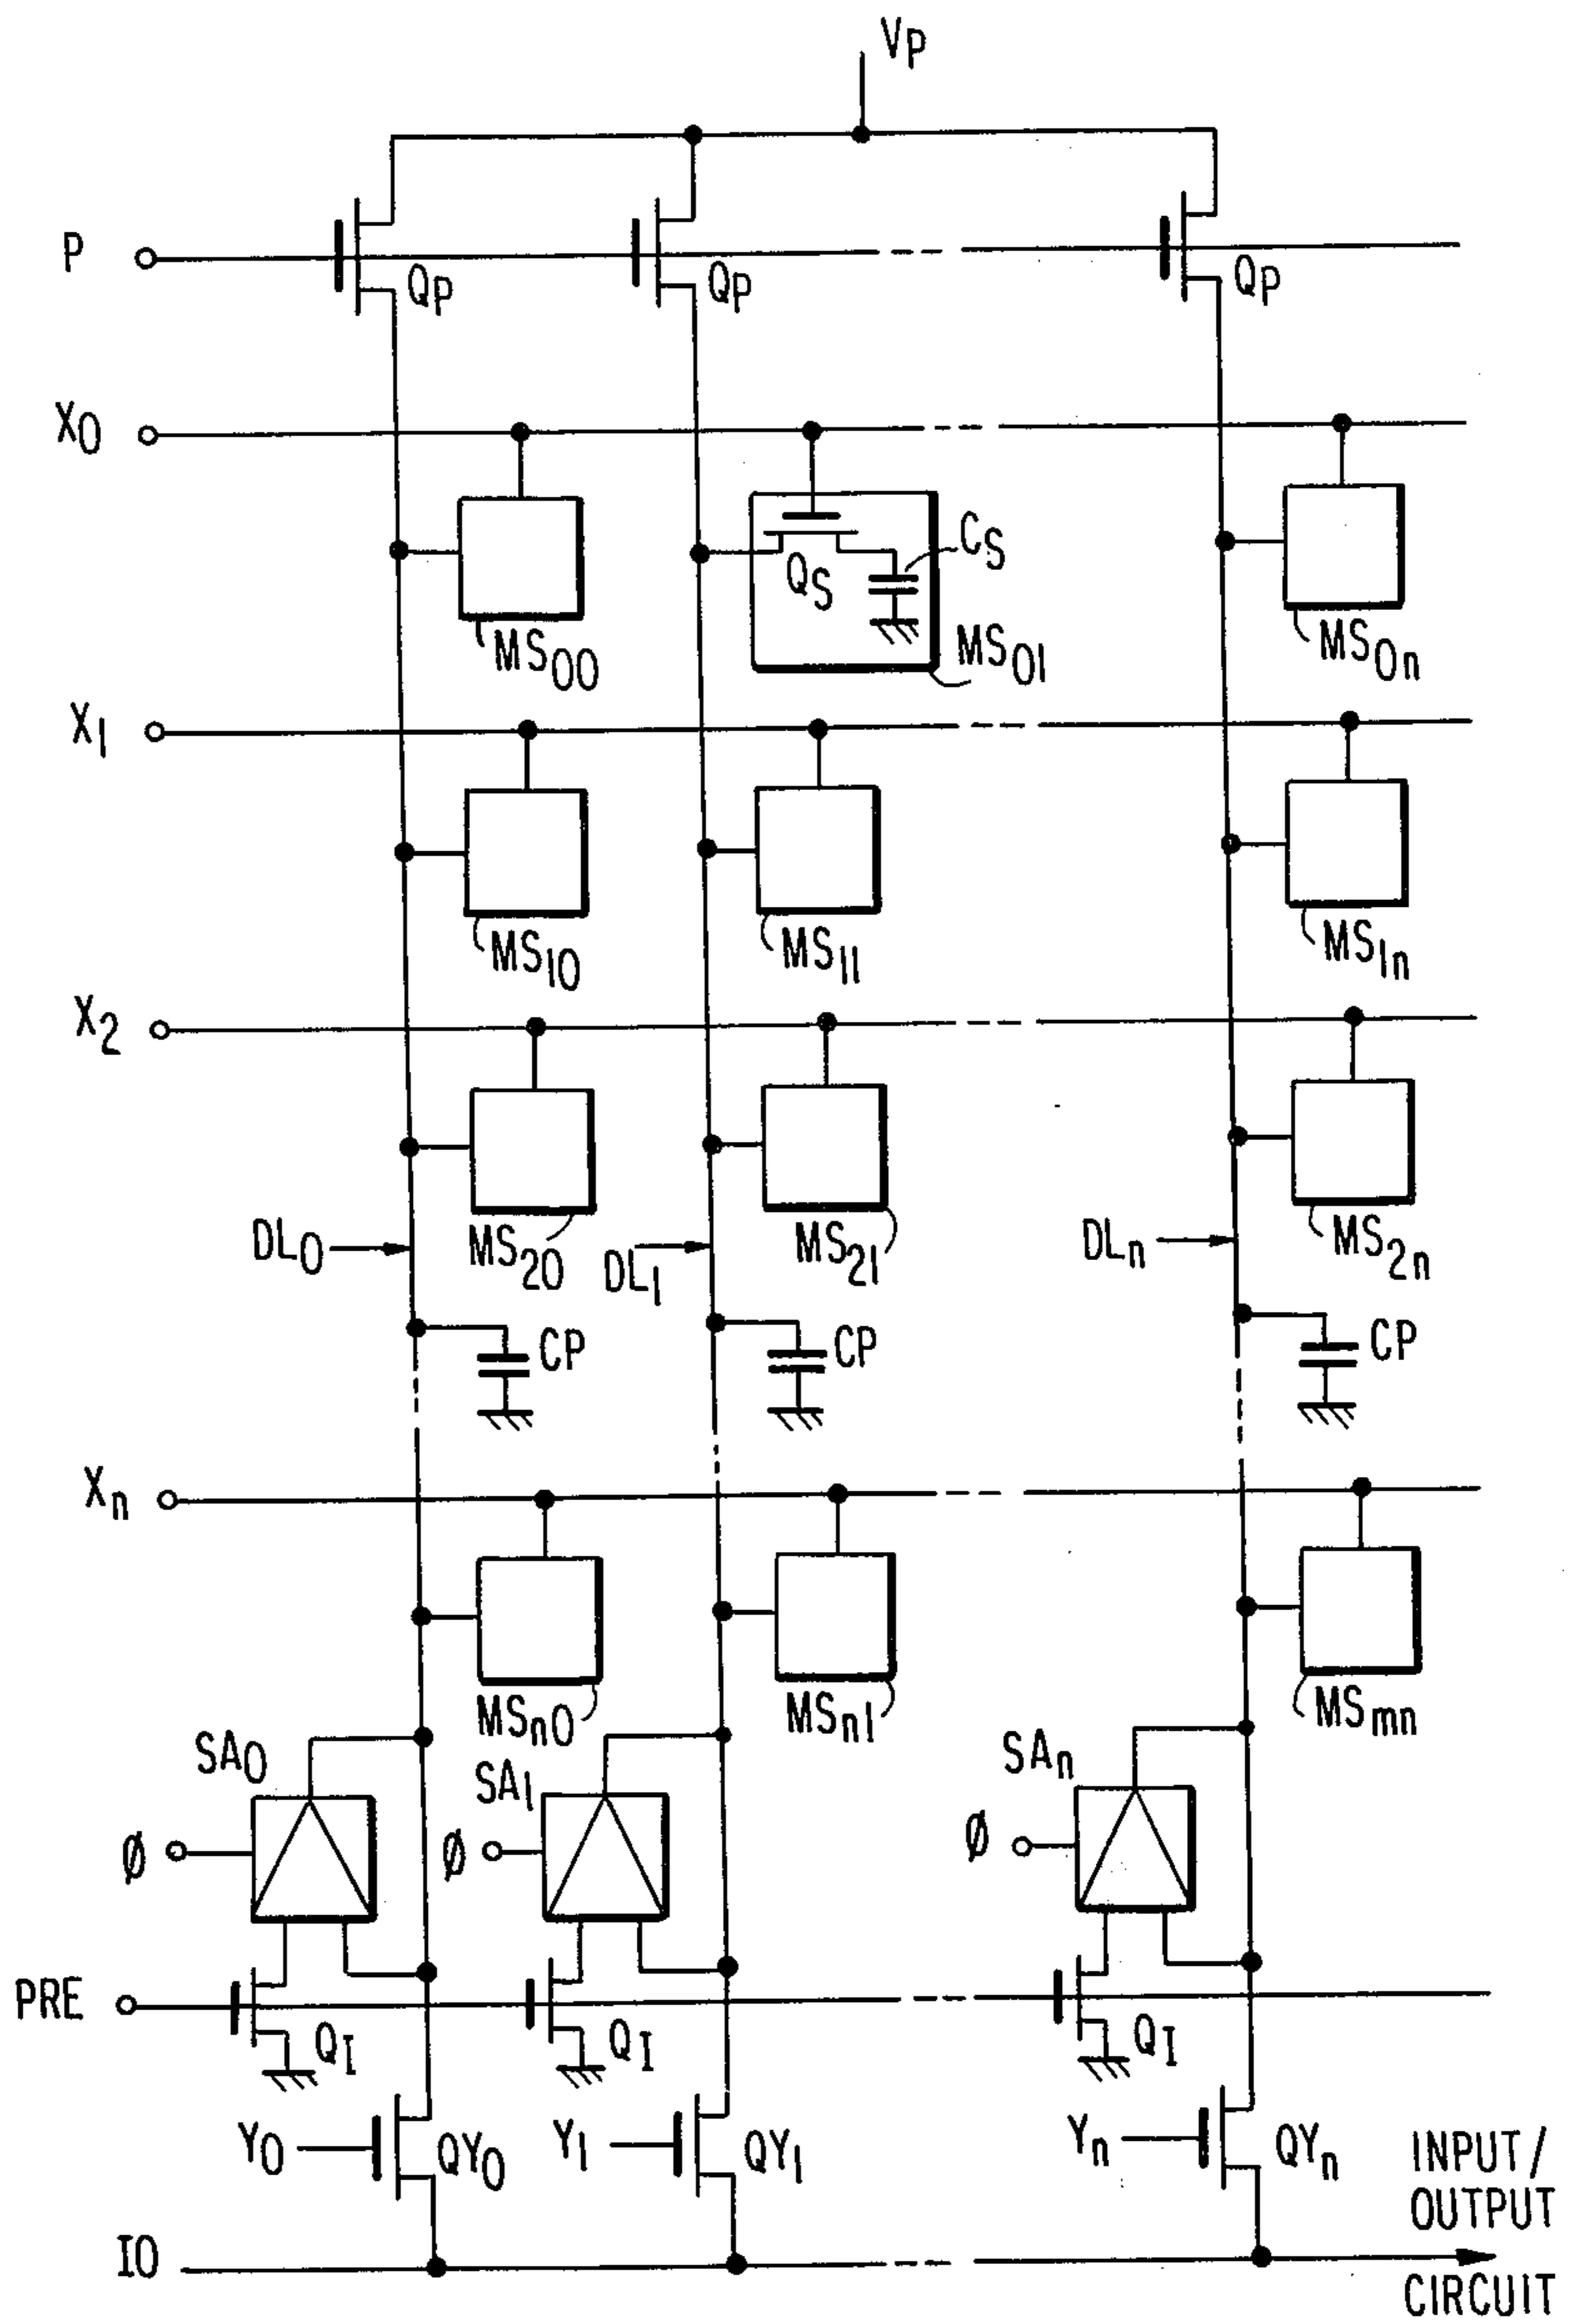 VP
P
QP
QP
QP
X0
CS
QS
MS00
MS01
MS0n
X1
MS10
MS11
MS1n
X2
DL0
MS20
DL1
MS21
DLn
MS2n
CP
CP
CP
Xn
MSn0
MSn1
MSmn
SA0
SA1
SAn
Ø
Ø
Ø
PRE
QI
QI
QI
Y0
QY0
Y1
QY1
Yn
QYn
INPUT/
OUTPUT
CIRCUIT
IO